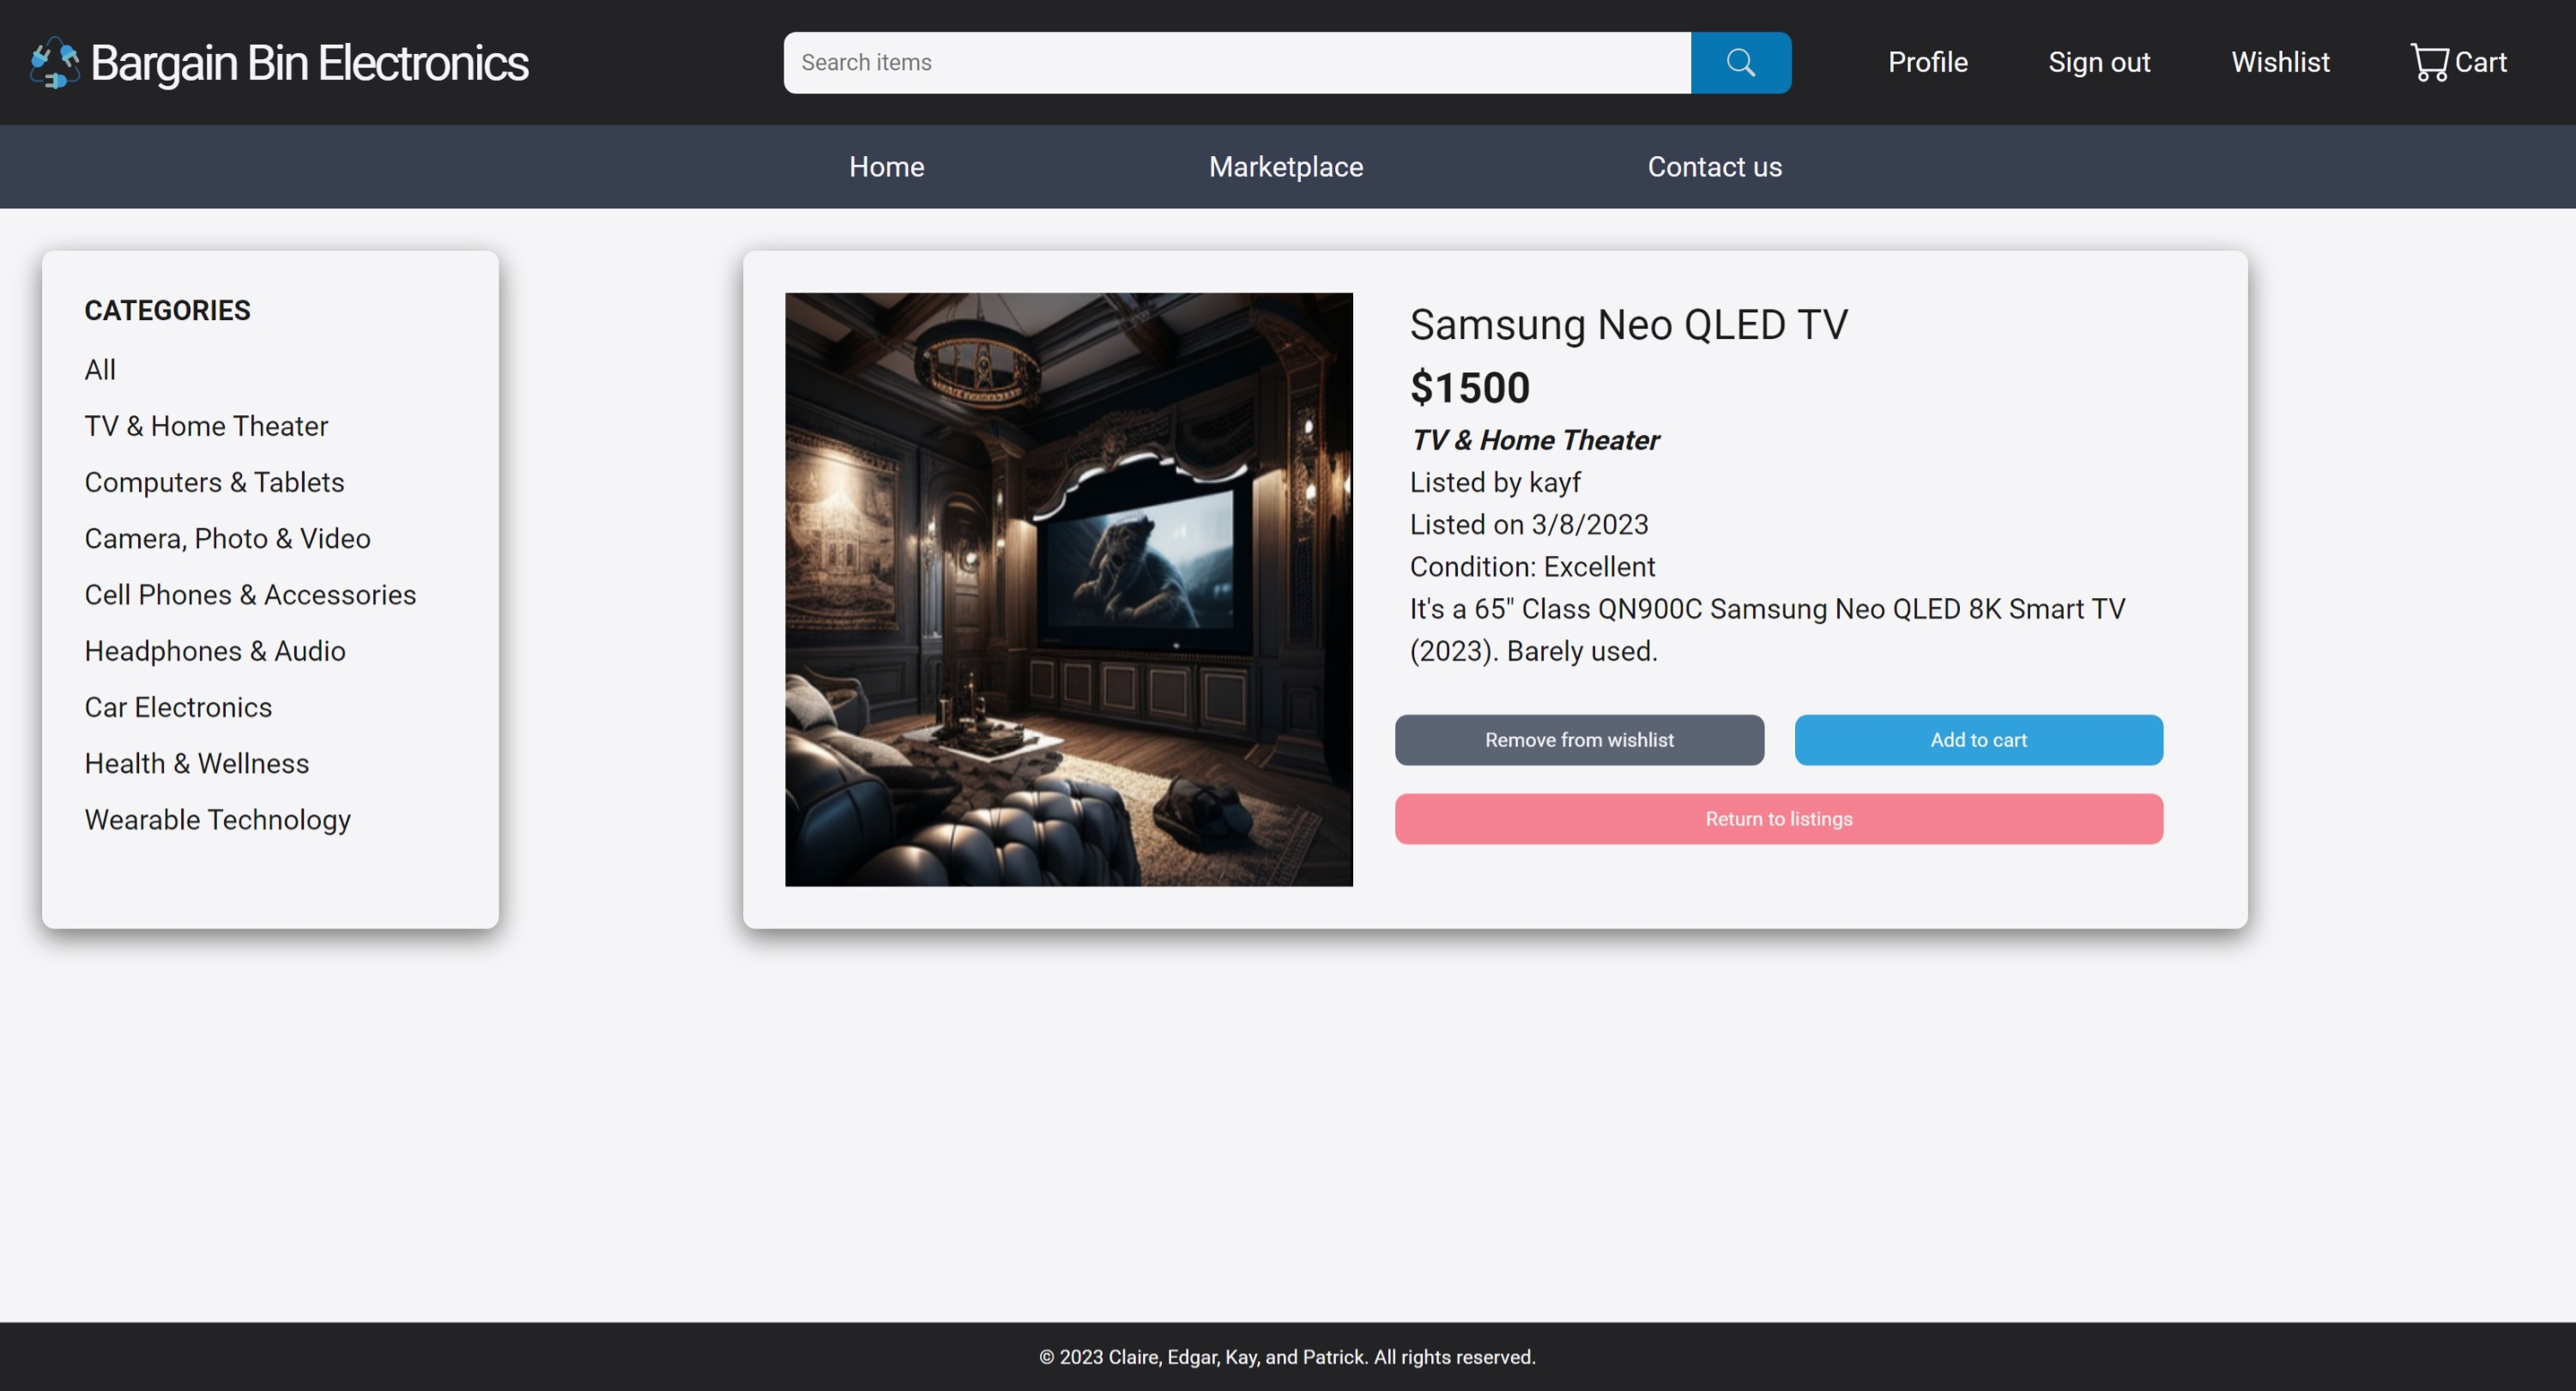 Bargain Bin Electronics
Search items
Profile
Sign out
Wishlist
Cart
Home
Marketplace
Contact us
CATEGORIES
All
TV & Home Theater
Computers & Tablets
Camera, Photo & Video
Cell Phones & Accessories
Headphones & Audio
Car Electronics
Health & Wellness
Wearable Technology
Samsung Neo QLED TV
$1500
TV & Home Theater
Listed by kayf
Listed on 3/8/2023
Condition: Excellent
It's a 65" Class QN900C Samsung Neo QLED 8K Smart TV
(2023). Barely used.
Remove from wishlist
Add to cart
Return to listings
© 2023 Claire, Edgar, Kay, and Patrick. All rights reserved.